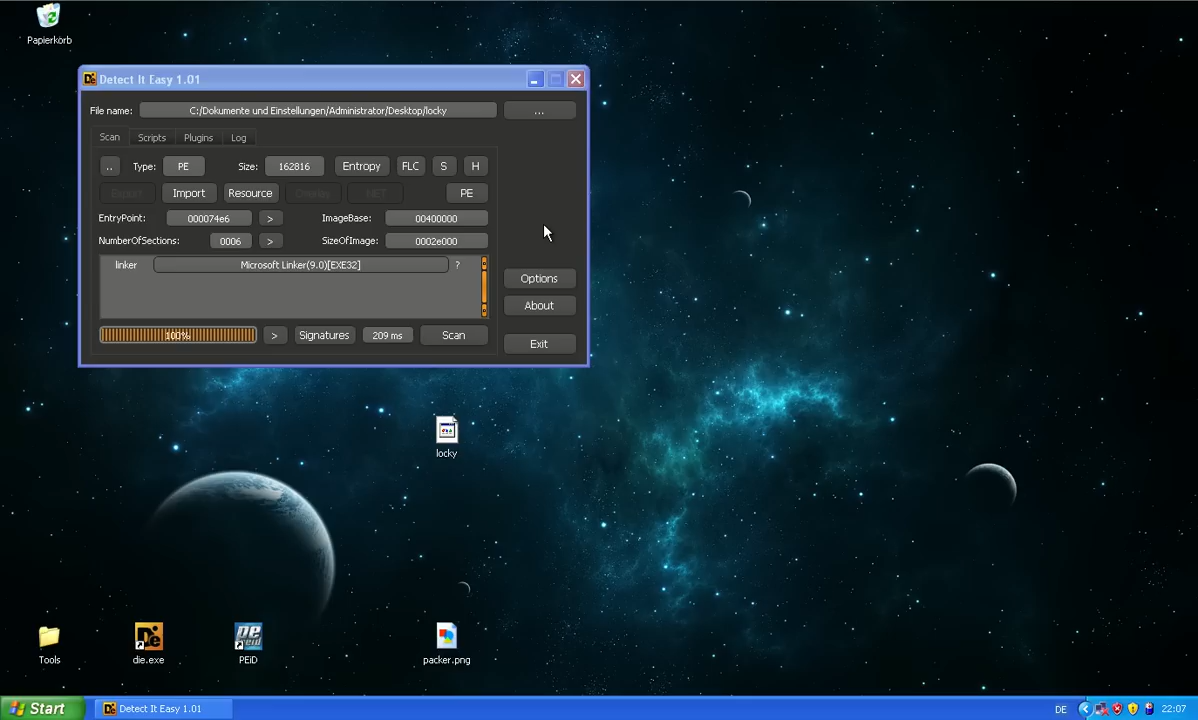 Papierkorb
Detect It Easy 1.01
File name: C:/Dokumente und Einstellungen/Administrator/Desktop/locky ...
Scan Scripts Plugins Log
.. Type: PE Size: 162816 Entropy FLC S H
Export Import Resource Overlay .NET PE
EntryPoint: 000074e6 > ImageBase: 00400000
NumberOfSections: 0006 > SizeOfImage: 0002e000
linker Microsoft Linker(9.0)[EXE32] ?
Options
About
100% > Signatures 209 ms Scan
Exit
locky
Tools die.exe PEiD packer.png
Start Detect It Easy 1.01 DE 22:07